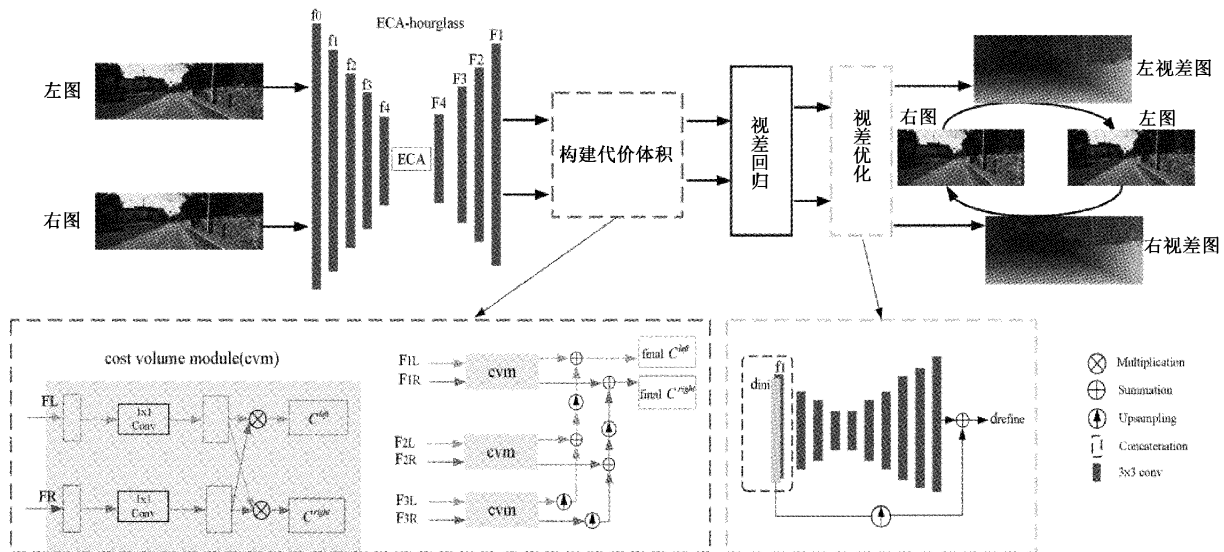 ECA-hourglass
f0
f1
f2
f3
f4
ECA
F4
F3
F2
F1
左图
右图
构建代价体积
视差回归
视差优化
左视差图
右图
左图
右视差图
cost volume module(cvm)
FL
1x1
Conv
C^left
FR
1x1
Conv
C^right
F1L
F1R
cvm
final C^left
final C^right
F2L
F2R
cvm
F3L
F3R
cvm
f1
dini
drefine
Multiplication
Summation
Upsampling
Concatenation
3x3 conv